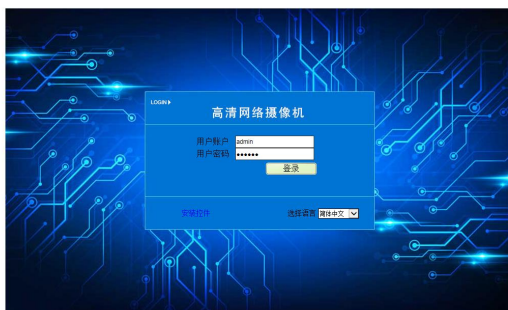 LOGIN
高清网络摄像机
用户账户 admin
用户密码 ••••••
登录
安装控件 选择语言 简体中文